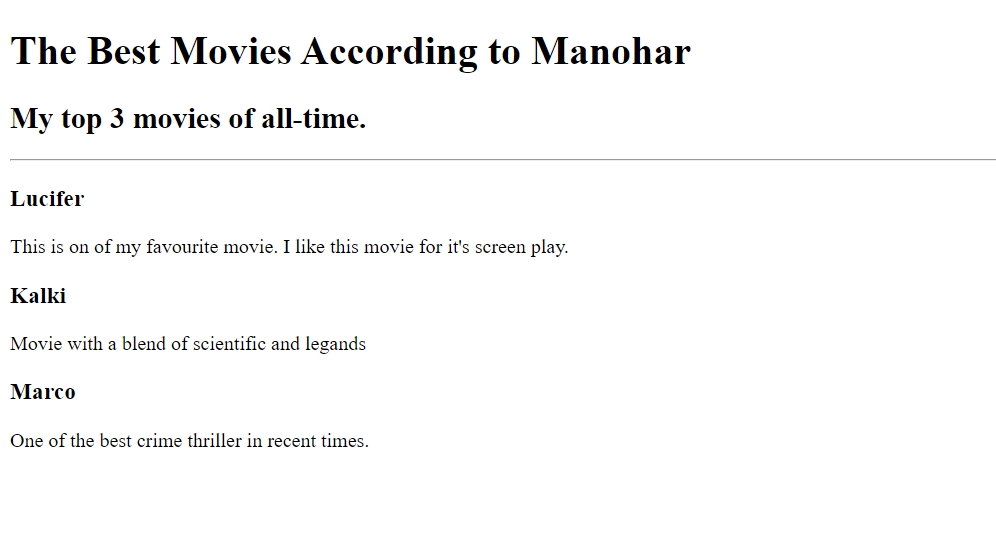 The Best Movies According to Manohar
My top 3 movies of all-time.
Lucifer
This is on of my favourite movie. I like this movie for it's screen play.
Kalki
Movie with a blend of scientific and legands
Marco
One of the best crime thriller in recent times.